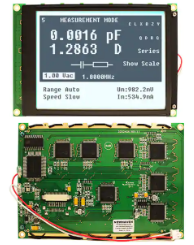 5 MEASUREMENT MODE
0.0016 pF
1.2863 D
Series
Show Scale
1.00 Vac 1.0000MHz
Range Auto Um:902.2mV
Speed Slow Im:534.9nA